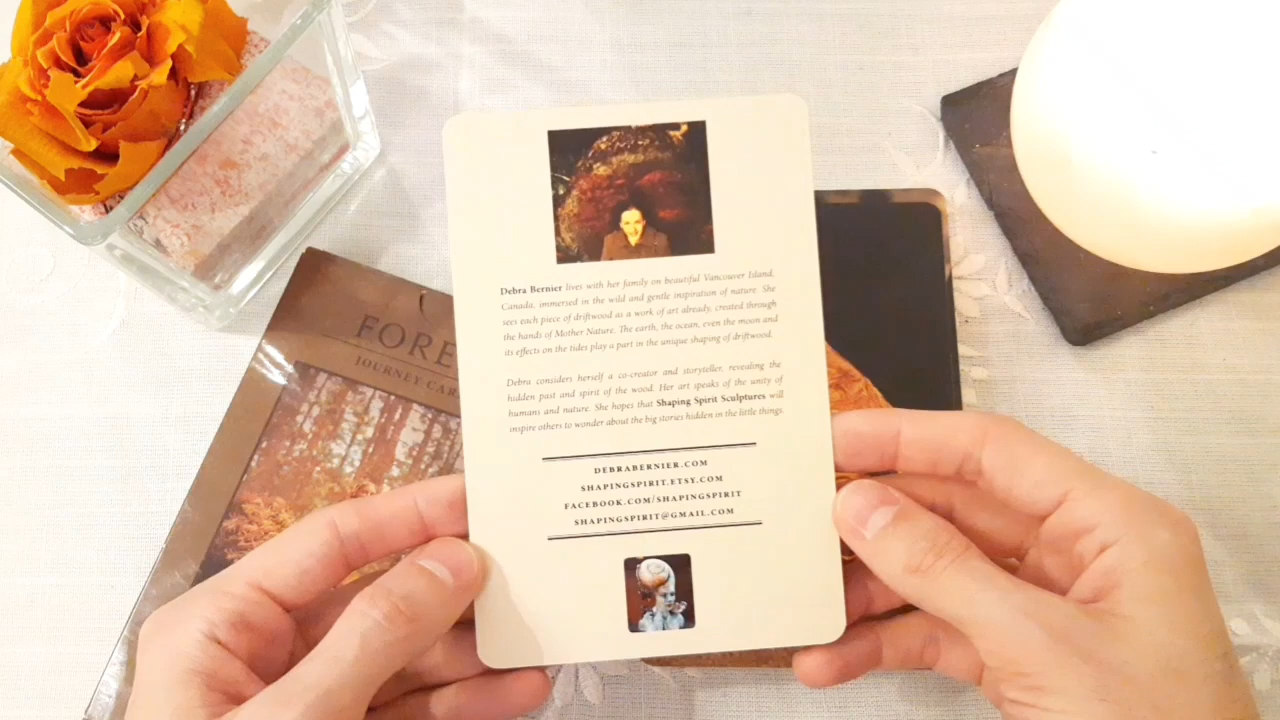 FORE
JOURNEY CAR
Debra Bernier lives with her family on beautiful Vancouver Island,
Canada, immersed in the wild and gentle inspiration of nature. She
sees each piece of driftwood as a work of art already, created through
the hands of Mother Nature. The earth, the ocean, even the moon and
its effects on the tides play a part in the unique shaping of driftwood.
Debra considers herself a co-creator and storyteller, revealing the
hidden past and spirit of the wood. Her art speaks of the unity of
humans and nature. She hopes that Shaping Spirit Sculptures will
inspire others to wonder about the big stories hidden in the little things.
DEBRABERNIER.COM
SHAPINGSPIRIT.ETSY.COM
FACEBOOK.COM/SHAPINGSPIRIT
SHAPINGSPIRIT@GMAIL.COM